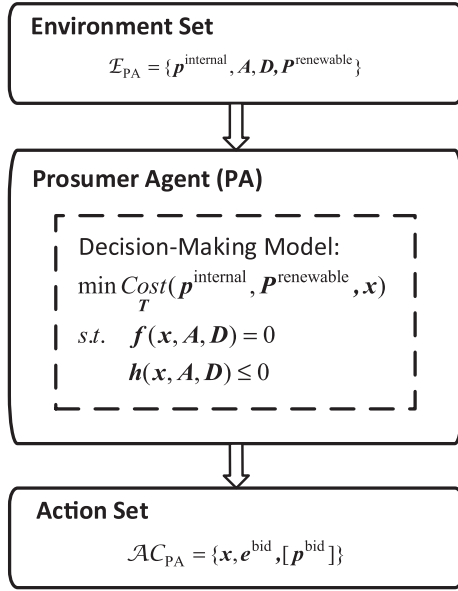 Environment Set
ℰ_PA = {p^internal, A, D, P^renewable}
Prosumer Agent (PA)
Decision-Making Model:
min Cost(p^internal, P^renewable, x)
T
s.t. f(x, A, D) = 0
h(x, A, D) ≤ 0
Action Set
𝒜𝒞_PA = {x, e^bid, [p^bid]}